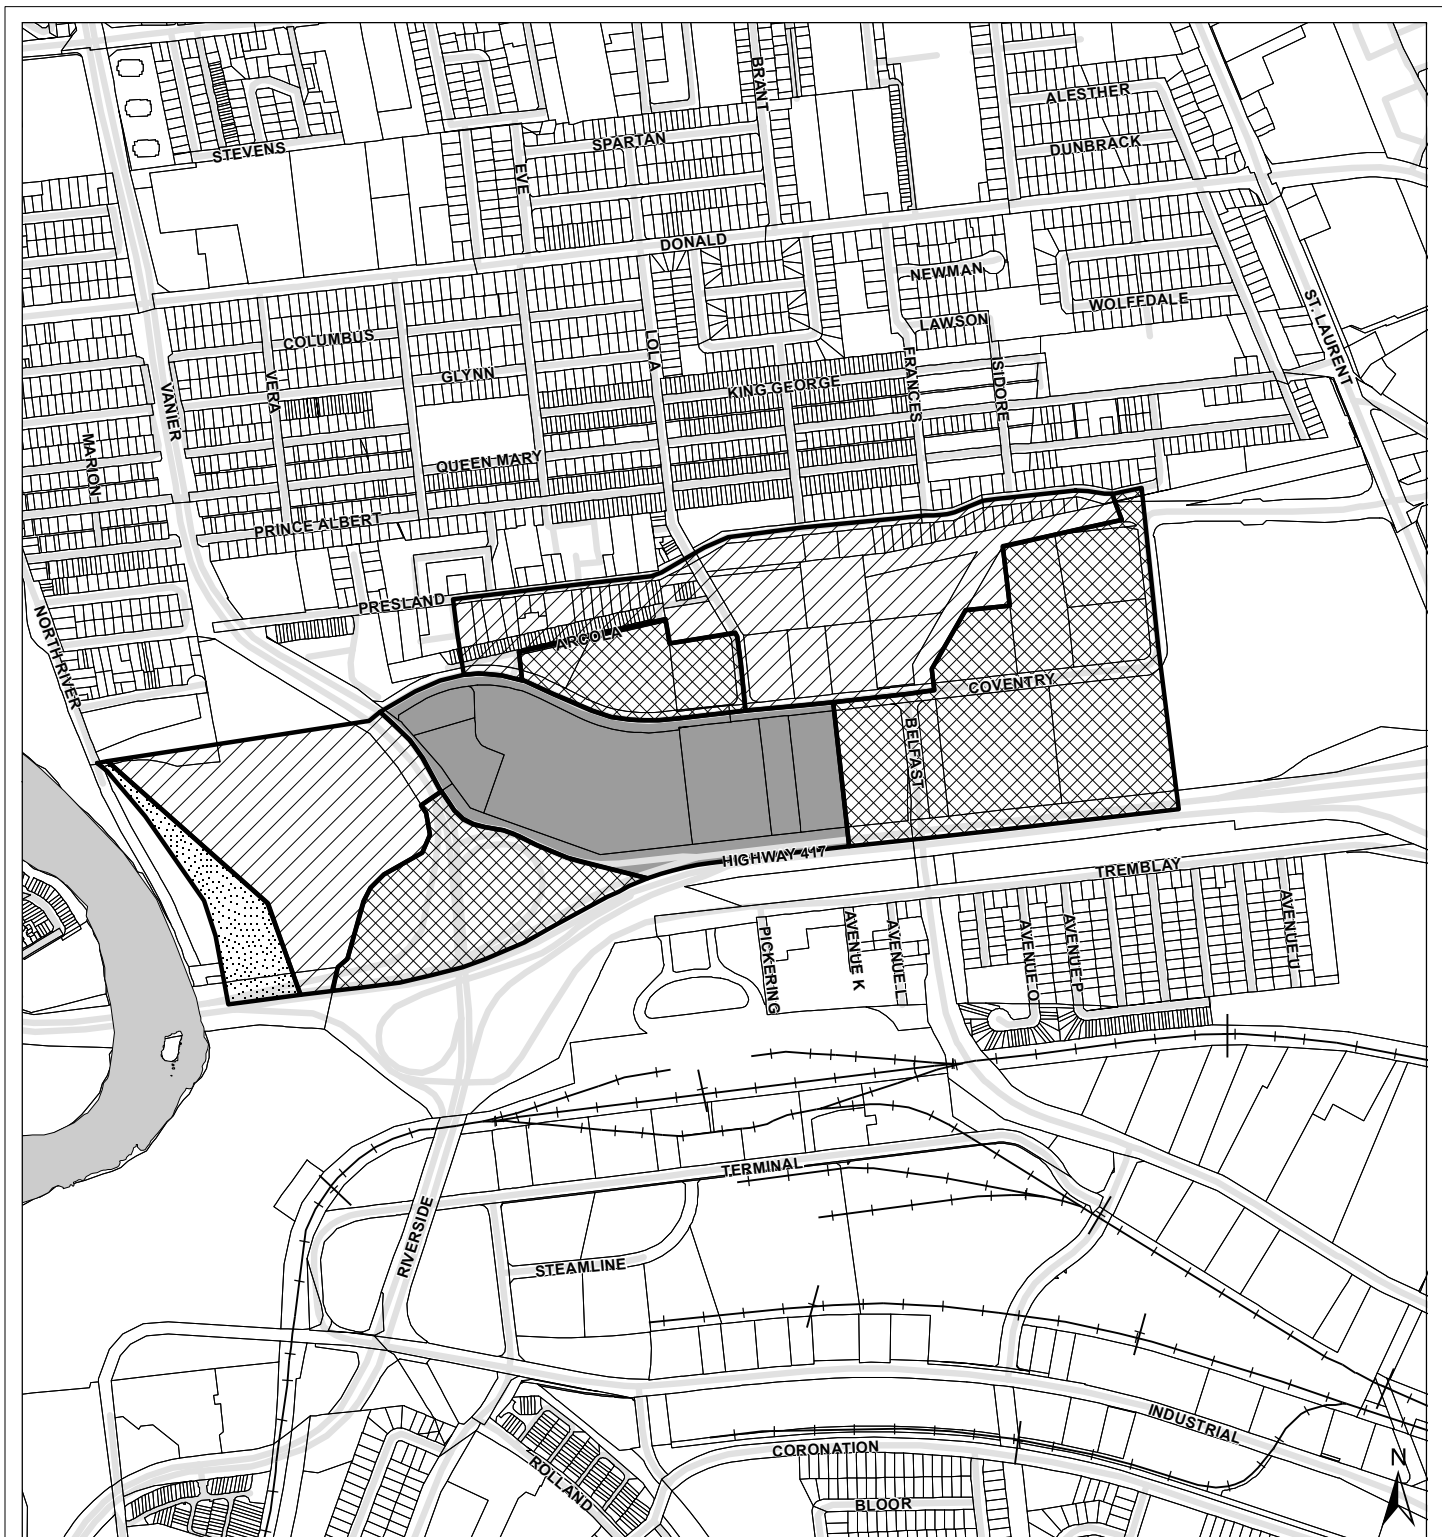 BRANT
ALESTHER
STEVENS
SPARTAN
DUNBRACK
EVE
DONALD
NEWMAN
WOLFFDALE
ST. LAURENT
LAWSON
COLUMBUS
LOLA
VERA
GLYNN
KING GEORGE
FRANCES
ISIDORE
VANIER
MARION
QUEEN MARY
PRINCE ALBERT
PRESLAND
NORTH RIVER
ARCOLA
COVENTRY
BELFAST
HIGHWAY 417
TREMBLAY
PICKERING
AVENUE K
AVENUE L
AVENUE O
AVENUE P
AVENUE U
TERMINAL
RIVERSIDE
STEAMLINE
INDUSTRIAL
CORONATION
N
ROLLAND
BLOOR